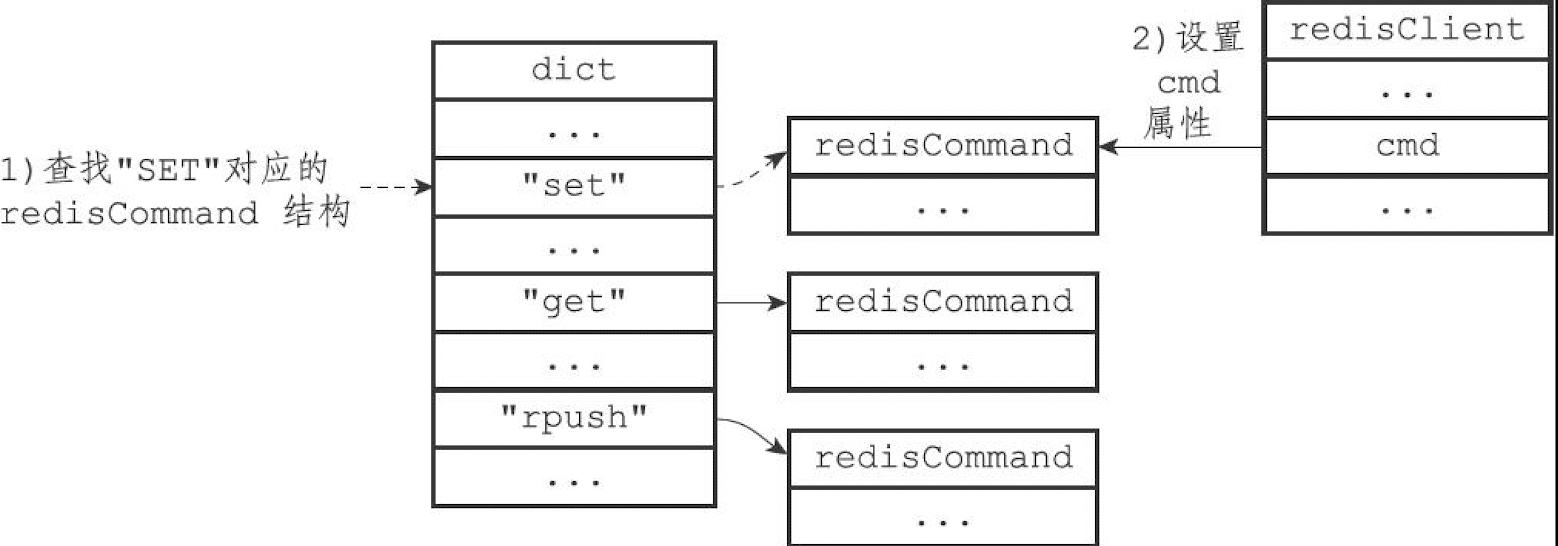 1)查找"SET"对应的
redisCommand 结构
dict
...
"set"
...
"get"
...
"rpush"
...
redisCommand
...
redisCommand
...
redisCommand
...
2)设置
cmd
属性
redisClient
...
cmd
...